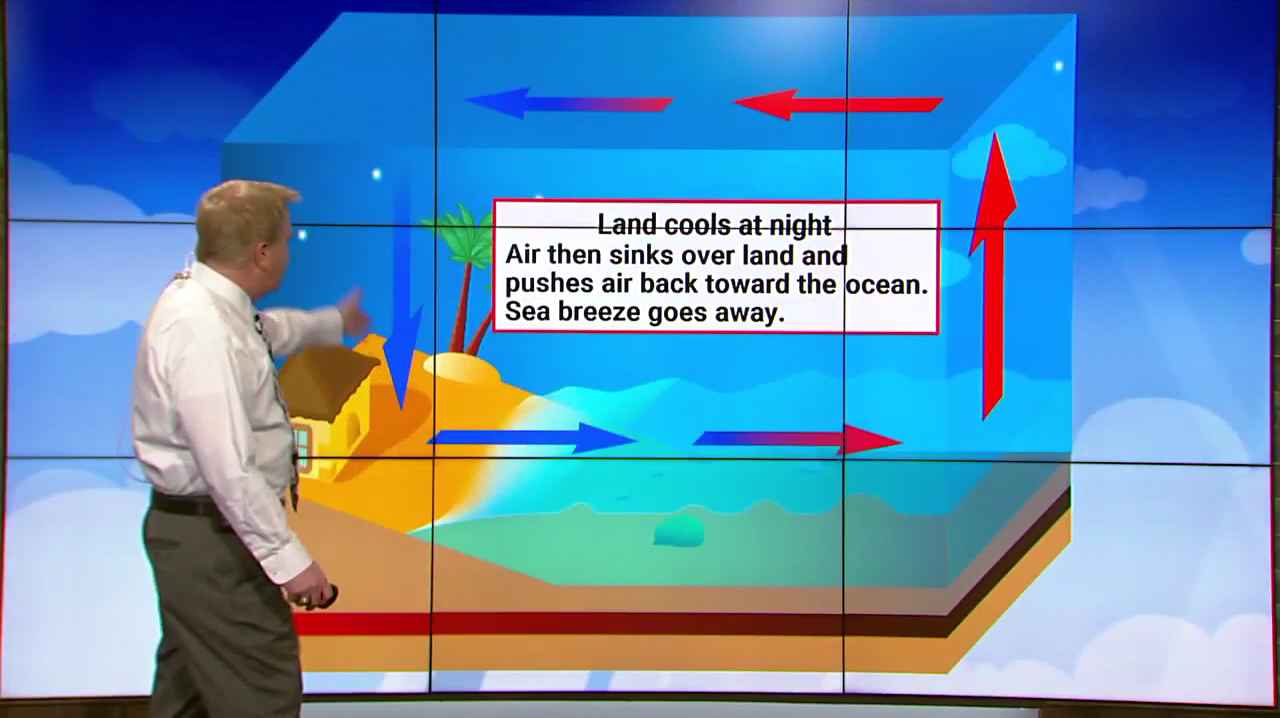 Land cools at night
Air then sinks over land and
pushes air back toward the ocean.
Sea breeze goes away.